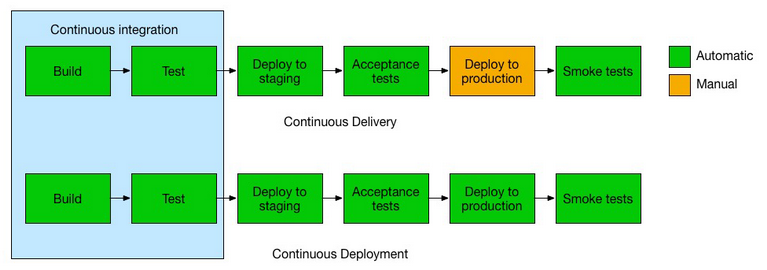 Continuous integration
Build
Test
Deploy to
staging
Acceptance
tests
Deploy to
production
Smoke tests
Automatic
Manual
Continuous Delivery
Build
Test
Deploy to
staging
Acceptance
tests
Deploy to
production
Smoke tests
Continuous Deployment